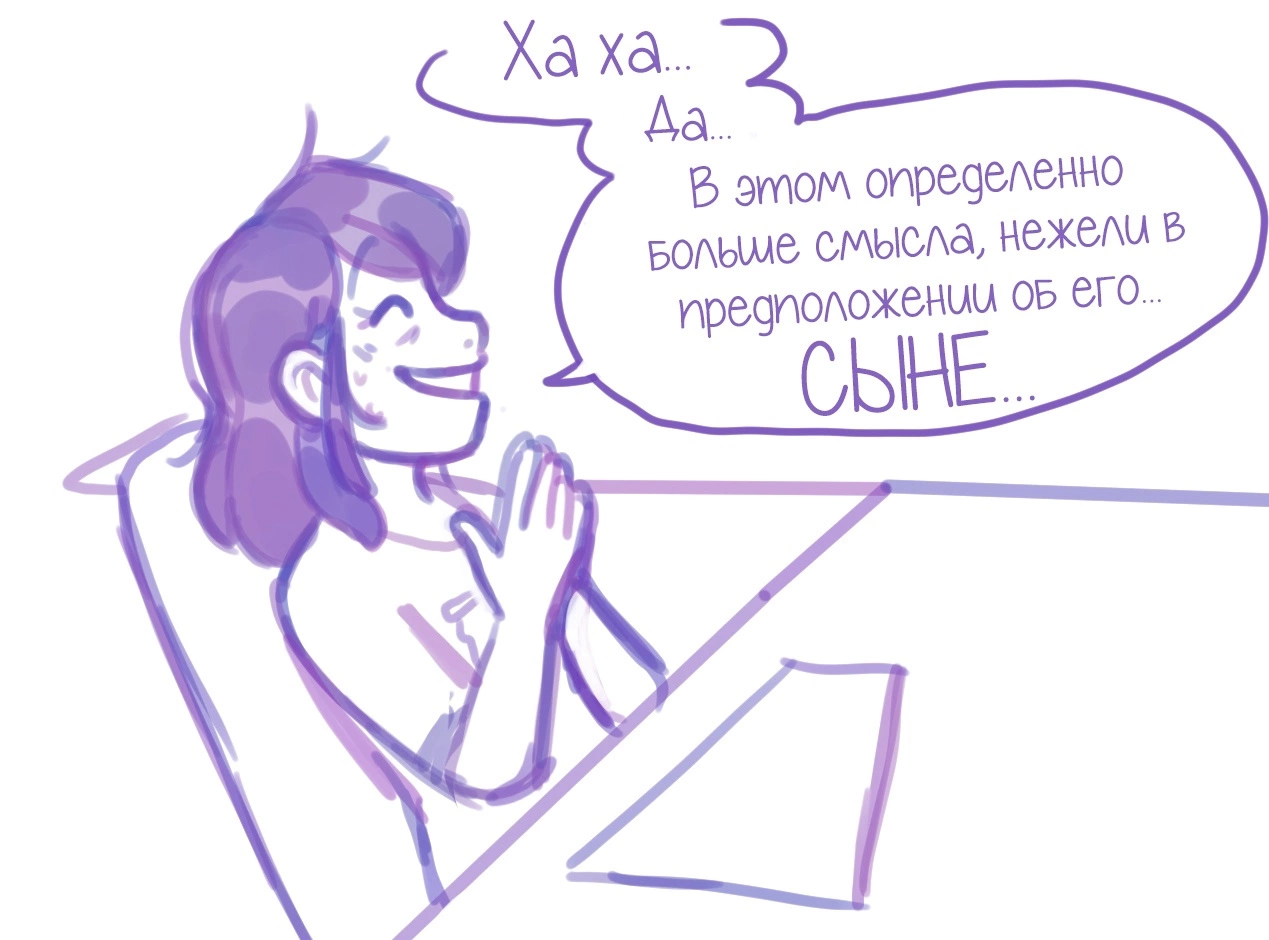 Ха ха...
Да...
В этом определенно
больше смысла, нежели в
предположении об его...
СЫНЕ...